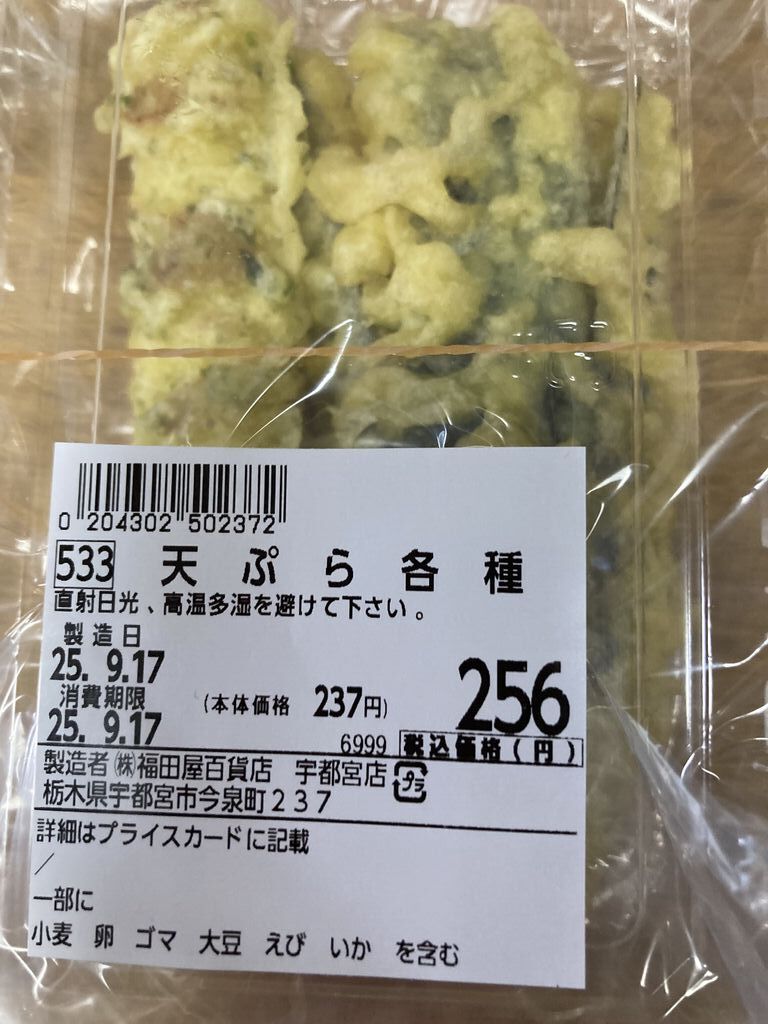 0 204302 502372
533 天ぷら各種
直射日光、高温多湿を避けて下さい。
製造日
25. 9.17
消費期限
25. 9.17
(本体価格 237円)
256
6999 税込価格(円)
製造者 ㈱福田屋百貨店 宇都宮店 プラ
栃木県宇都宮市今泉町237
詳細はプライスカードに記載
/
一部に
小麦 卵 ゴマ 大豆 えび いか を含む